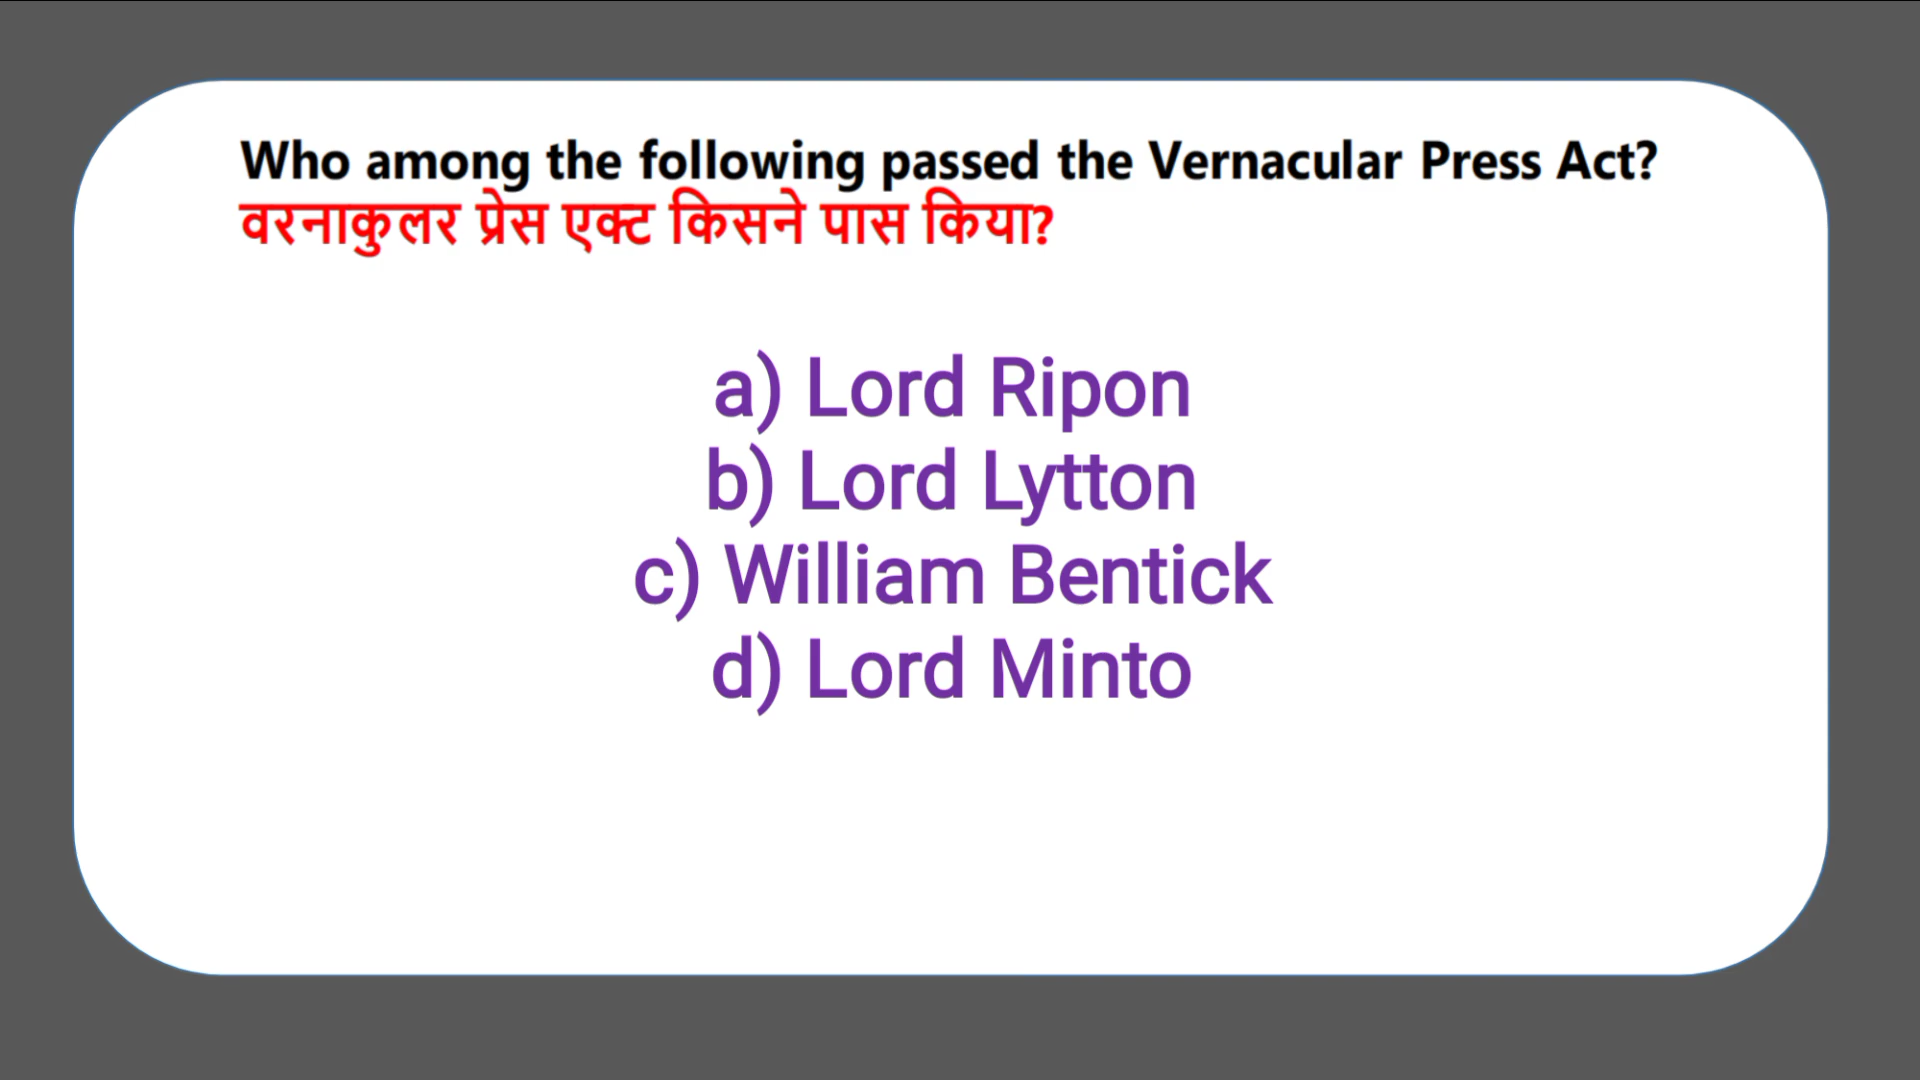 Who among the following passed the Vernacular Press Act?
वरनाकुलर प्रेस एक्ट किसने पास किया?
a) Lord Ripon
b) Lord Lytton
c) William Bentick
d) Lord Minto